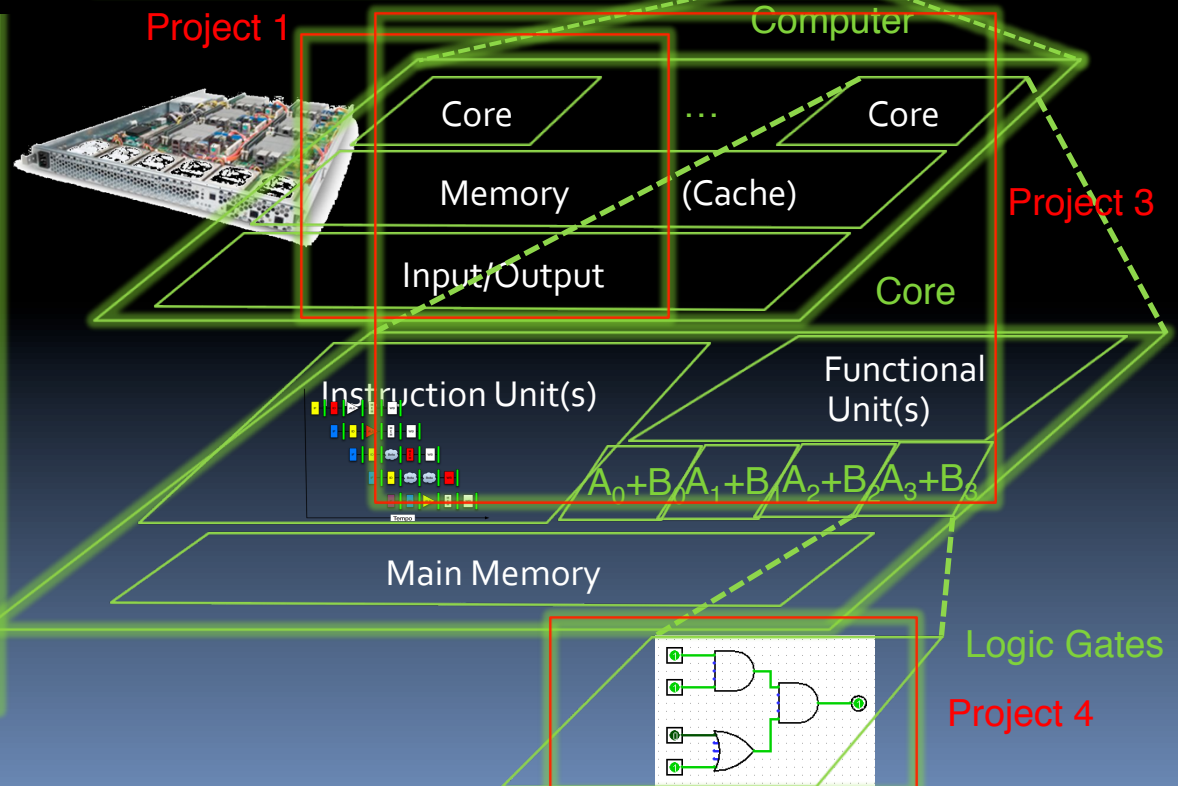 Project 1
Computer
Core
...
Core
Memory
(Cache)
Project 3
Input/Output
Core
Instruction Unit(s)
Functional
Unit(s)
A₀+B₀
A₁+B₁
A₂+B₂
A₃+B₃
Tempo
Main Memory
Logic Gates
Project 4